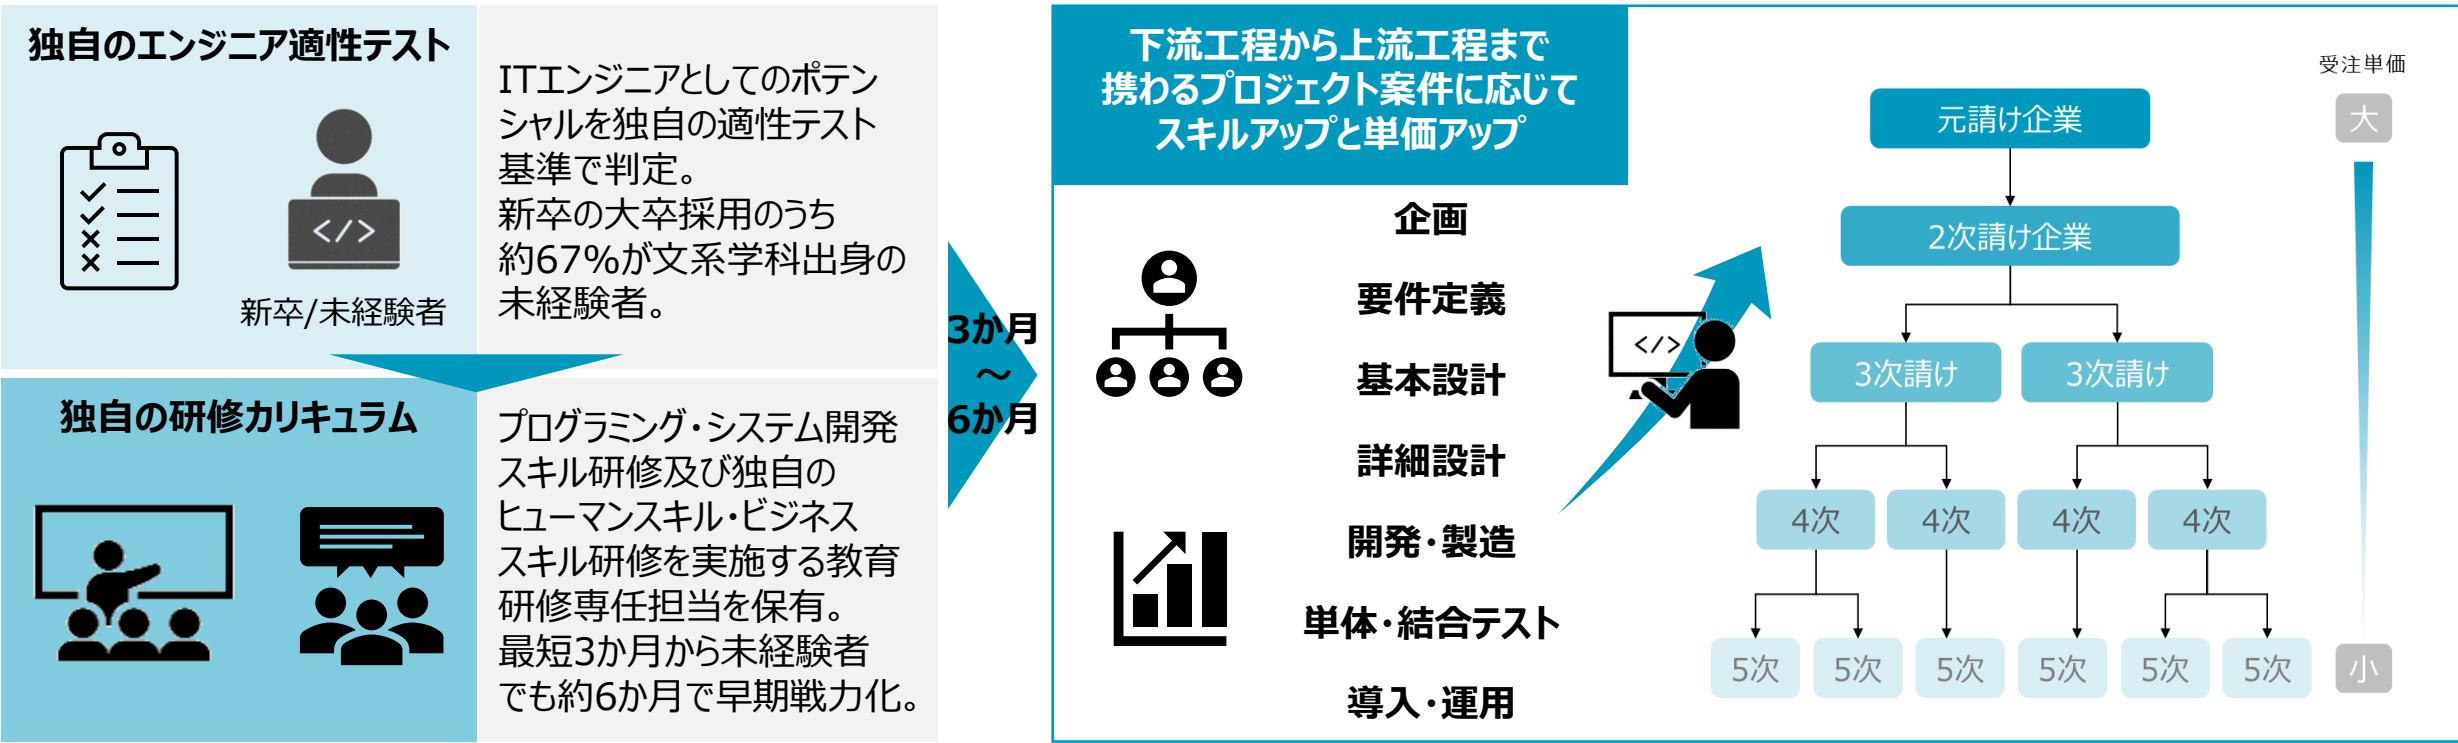 独自のエンジニア適性テスト
</>
新卒/未経験者
ITエンジニアとしてのポテン
シャルを独自の適性テスト
基準で判定。
新卒の大卒採用のうち
約67%が文系学科出身の
未経験者。
独自の研修カリキュラム
プログラミング・システム開発
スキル研修及び独自の
ヒューマンスキル・ビジネス
スキル研修を実施する教育
研修専任担当を保有。
最短3か月から未経験者
でも約6か月で早期戦力化。
3か月
～
6か月
下流工程から上流工程まで
携わるプロジェクト案件に応じて
スキルアップと単価アップ
企画
要件定義
基本設計
詳細設計
開発・製造
単体・結合テスト
導入・運用
</>
受注単価
大
小
元請け企業
2次請け企業
3次請け 3次請け
4次 4次 4次 4次
5次 5次 5次 5次 5次 5次